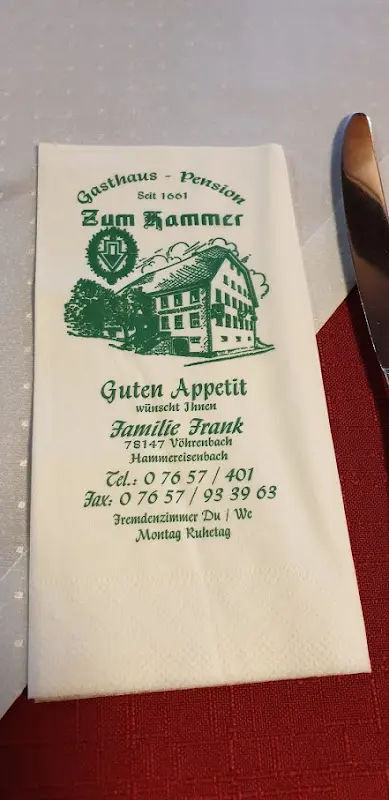 Gasthaus - Pension
Seit 1661
Zum Hammer
Guten Appetit
wünscht Ihnen
Familie Frank
78147 Vöhrenbach
Hammereisenbach
Tel.: 0 76 57 / 401
Fax: 0 76 57 / 93 39 63
Fremdenzimmer Du / We
Montag Ruhetag